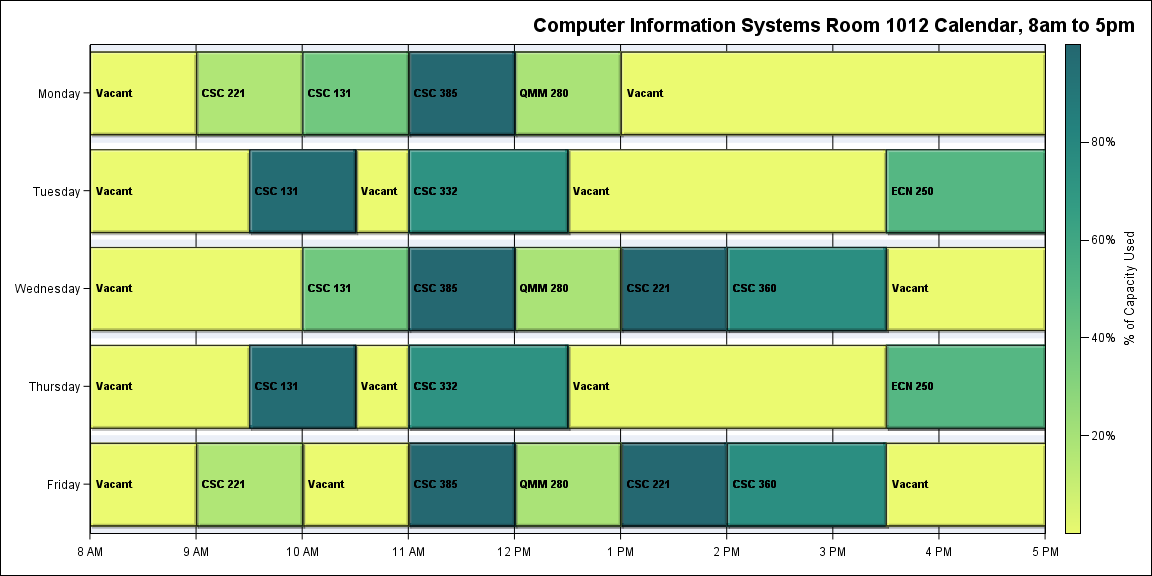 Computer Information Systems Room 1012 Calendar, 8am to 5pm
Monday
Vacant
CSC 221
CSC 131
CSC 385
QMM 280
Vacant
Tuesday
Vacant
CSC 131
Vacant
CSC 332
Vacant
ECN 250
Wednesday
Vacant
CSC 131
CSC 385
QMM 280
CSC 221
CSC 360
Vacant
Thursday
Vacant
CSC 131
Vacant
CSC 332
Vacant
ECN 250
Friday
Vacant
CSC 221
Vacant
CSC 385
QMM 280
CSC 221
CSC 360
Vacant
8 AM
9 AM
10 AM
11 AM
12 PM
1 PM
2 PM
3 PM
4 PM
5 PM
80%
60%
40%
20%
% of Capacity Used